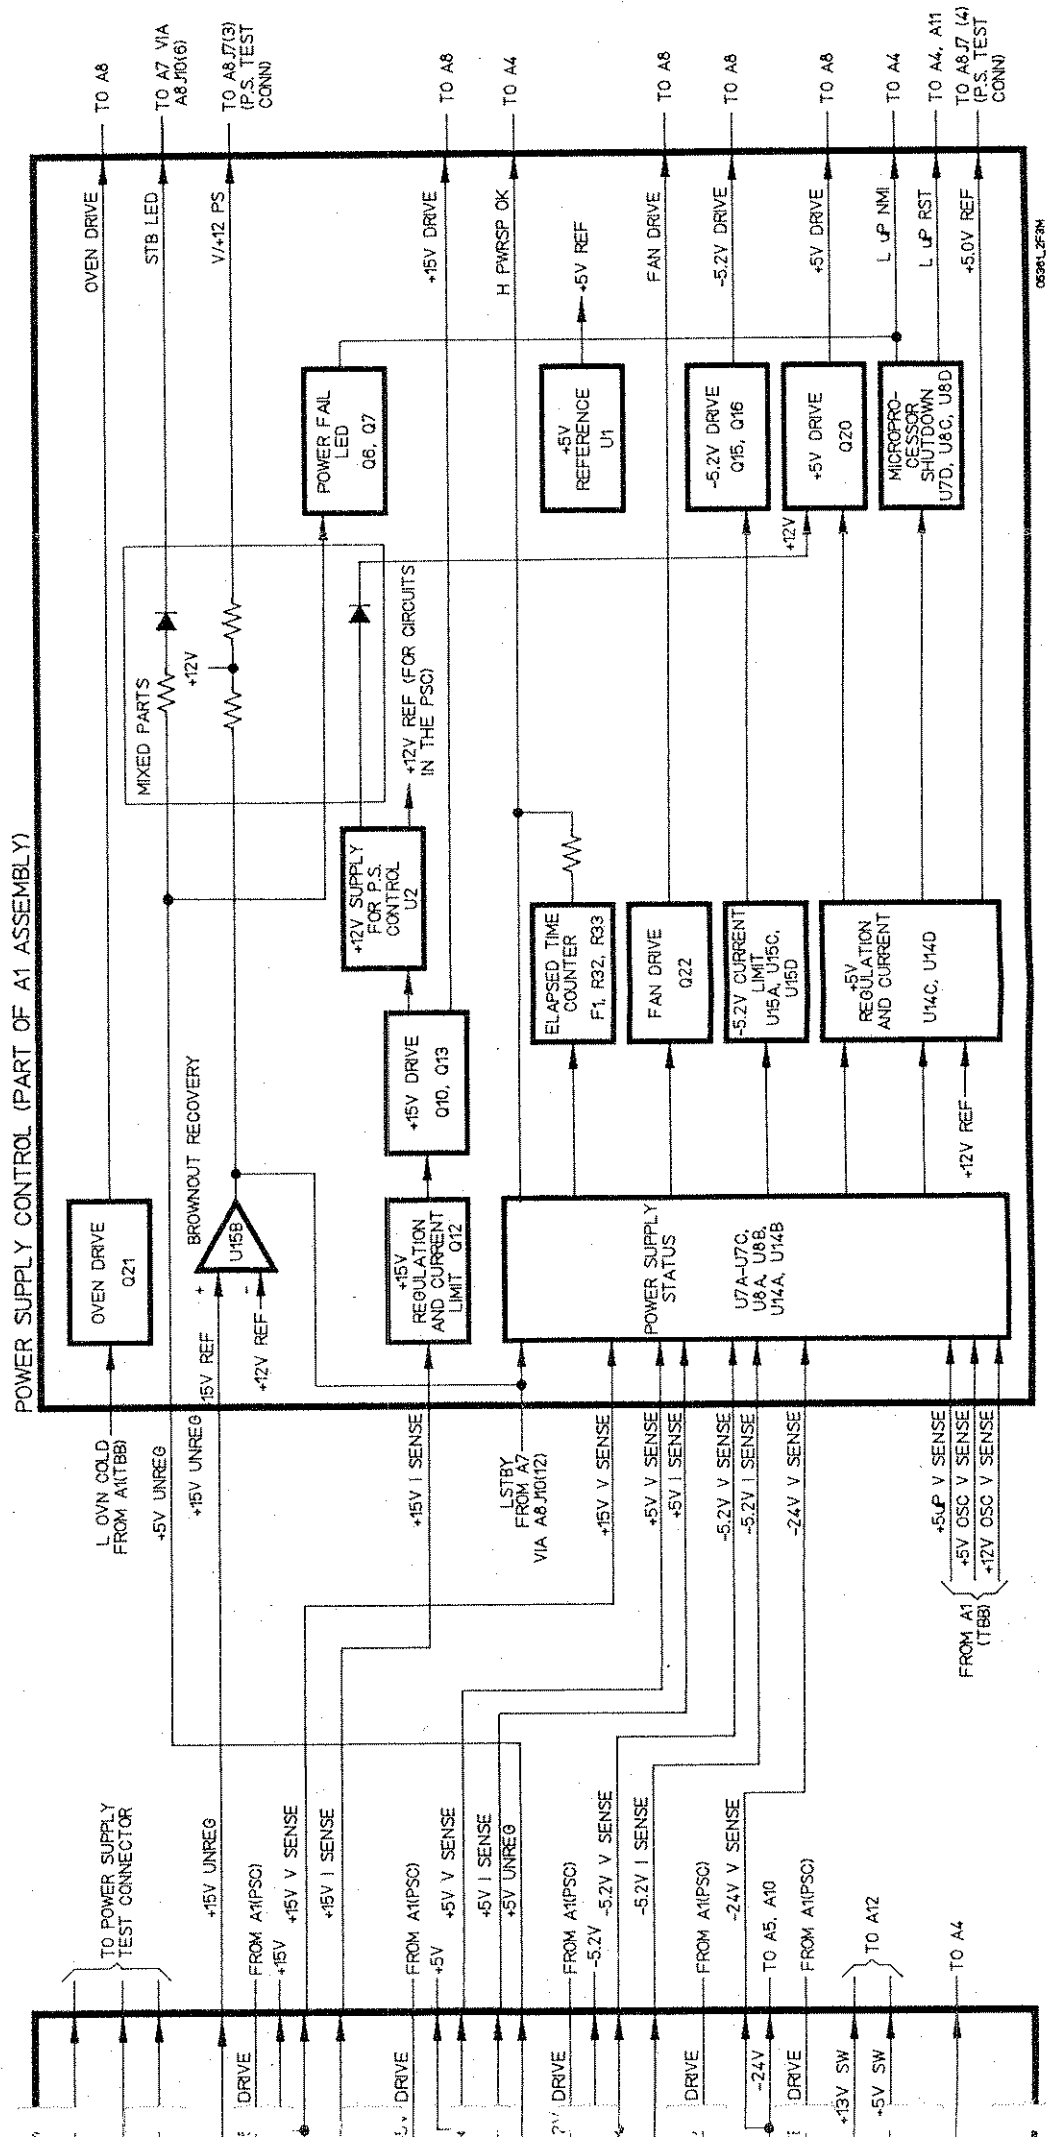 POWER SUPPLY CONTROL (PART OF A1 ASSEMBLY)
TO POWER SUPPLY
TEST CONNECTOR
+15V UNREG
DRIVE
FROM A1(PSC)
+15V
+15V V SENSE
+15V I SENSE
DRIVE
FROM A1(PSC)
+5V
+5V V SENSE
+5V I SENSE
+5V UNREG
DRIVE
FROM A1(PSC)
-5.2V
-5.2V V SENSE
-5.2V I SENSE
DRIVE
FROM A1(PSC)
-24V V SENSE
-24V
TO A5, A10
DRIVE
FROM A1(PSC)
+13V SW
+5V SW
TO A12
TO A4
L OVN COLD
FROM A1(TBB)
+5V UNREG
+15V UNREG
+15V I SENSE
LSTBY
FROM A7
VIA A8J10(12)
+15V V SENSE
+5V V SENSE
+5V I SENSE
-5.2V V SENSE
-5.2V I SENSE
-24V V SENSE
+5uP V SENSE
+5V OSC V SENSE
+12V OSC V SENSE
FROM A1
(TBB)
OVEN DRIVE
Q21
15V REF
+
-
+12V REF
U15B
BROWNOUT RECOVERY
+15V
REGULATION
AND CURRENT
LIMIT Q12
+15V DRIVE
Q10, Q13
+12V SUPPLY
FOR P.S.
CONTROL
U2
+12V REF (FOR CIRCUITS
IN THE PSC)
MIXED PARTS
+12V
POWER FAIL
LED
Q6, Q7
POWER SUPPLY
STATUS
U7A-U7C,
U8A, U8B,
U14A, U14B
+12V REF
ELAPSED TIME
COUNTER
F1, R32, R33
FAN DRIVE
Q22
-5.2V CURRENT
LIMIT
U15A, U15C,
U15D
+5V
REGULATION
AND CURRENT
U14C, U14D
+5V
REFERENCE
U1
+5V REF
-5.2V DRIVE
Q15, Q16
+12V
+5V DRIVE
Q20
MICROPRO-
CESSOR
SHUTDOWN
U7D, U8C, U8D
OVEN DRIVE
TO A8
STB LED
TO A7 VIA
A8J10(6)
V/+12 PS
TO A8J7(3)
(P.S. TEST
CONN)
+15V DRIVE
TO A8
H PWRSP OK
TO A4
FAN DRIVE
TO A8
-5.2V DRIVE
TO A8
+5V DRIVE
TO A8
L uP NMI
TO A4
L uP RST
TO A4, A11
+5.0V REF
TO A8J7 (4)
(P.S. TEST
CONN)